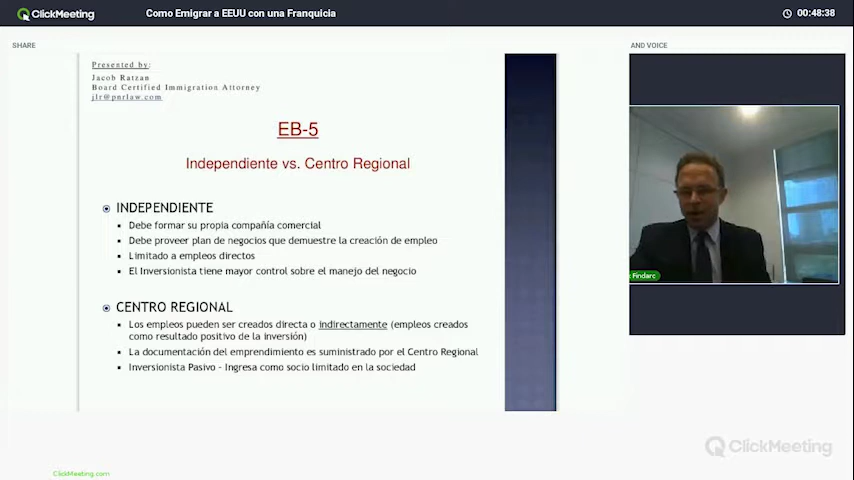 ClickMeeting
Como Emigrar a EEUU con una Franquicia
00:48:38
SHARE
AND VOICE
Presented by:
Jacob Ratzan
Board Certified Immigration Attorney
jlr@pnrlaw.com
EB-5
Independiente vs. Centro Regional
INDEPENDIENTE
Debe formar su propia compañía comercial
Debe proveer plan de negocios que demuestre la creación de empleo
Limitado a empleos directos
El Inversionista tiene mayor control sobre el manejo del negocio
CENTRO REGIONAL
Los empleos pueden ser creados directa o indirectamente (empleos creados
como resultado positivo de la inversión)
La documentación del emprendimiento es suministrado por el Centro Regional
Inversionista Pasivo - Ingresa como socio limitado en la sociedad
Findarc
ClickMeeting
ClickMeeting.com